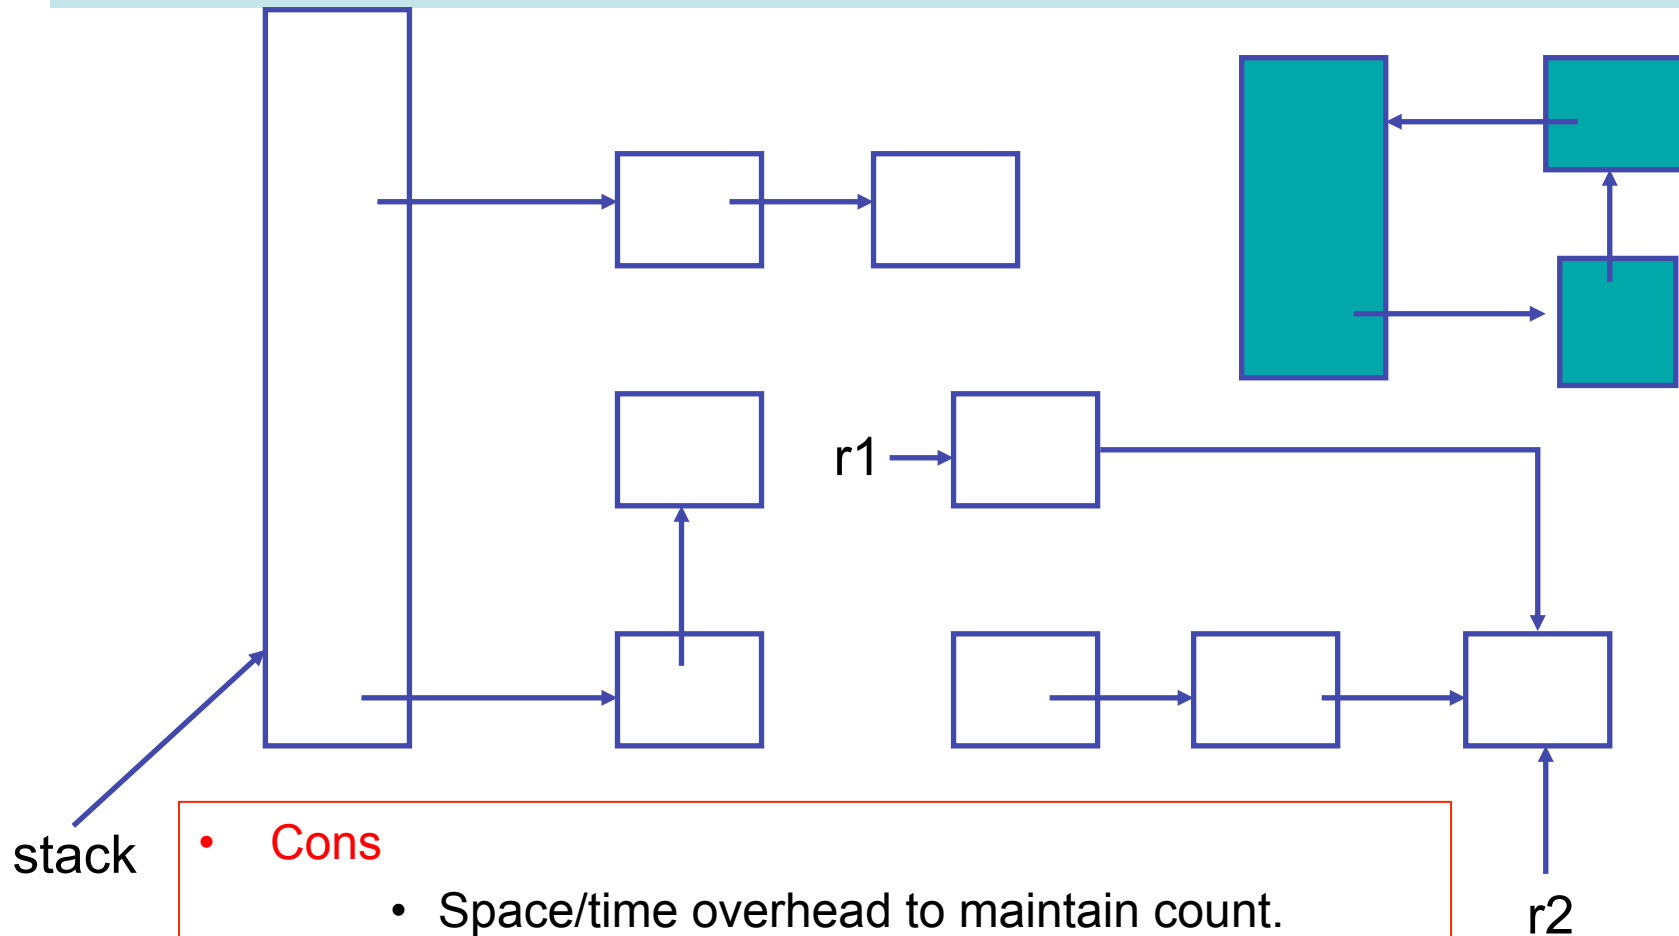 r1
stack
• Cons
• Space/time overhead to maintain count.
r2